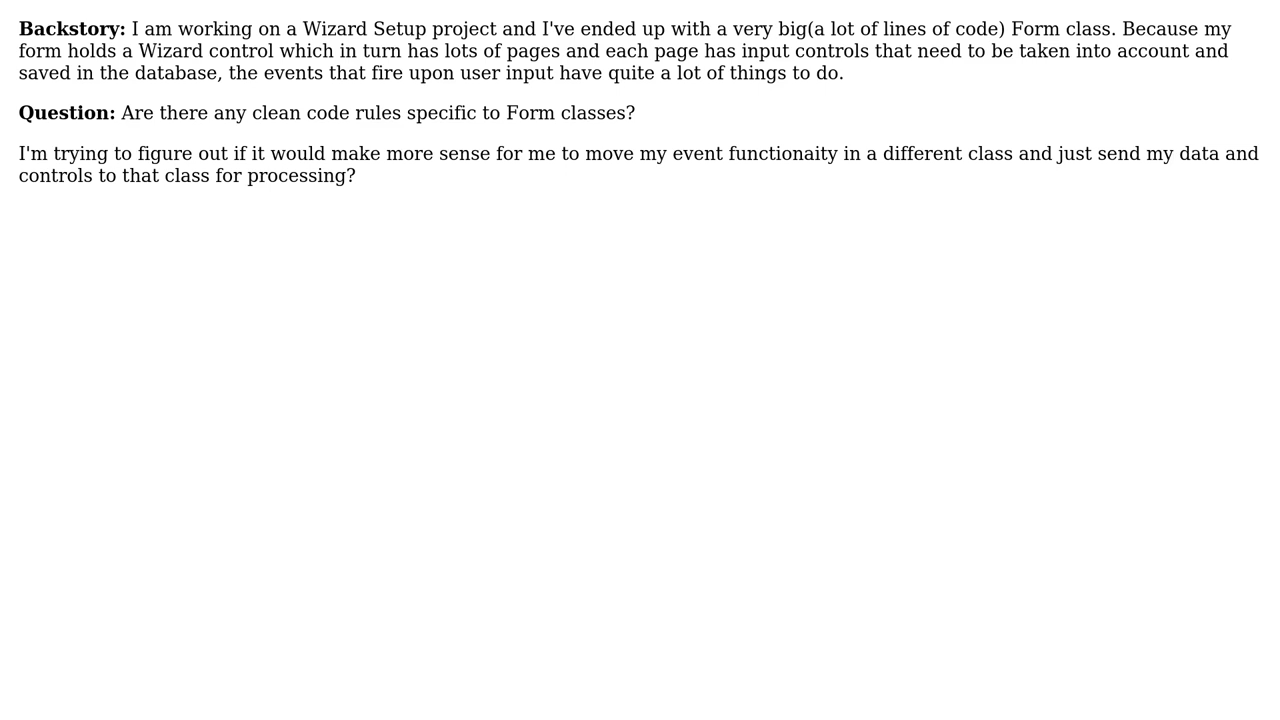 Backstory: I am working on a Wizard Setup project and I've ended up with a very big(a lot of lines of code) Form class. Because my
form holds a Wizard control which in turn has lots of pages and each page has input controls that need to be taken into account and
saved in the database, the events that fire upon user input have quite a lot of things to do.
Question: Are there any clean code rules specific to Form classes?
I'm trying to figure out if it would make more sense for me to move my event functionaity in a different class and just send my data and
controls to that class for processing?